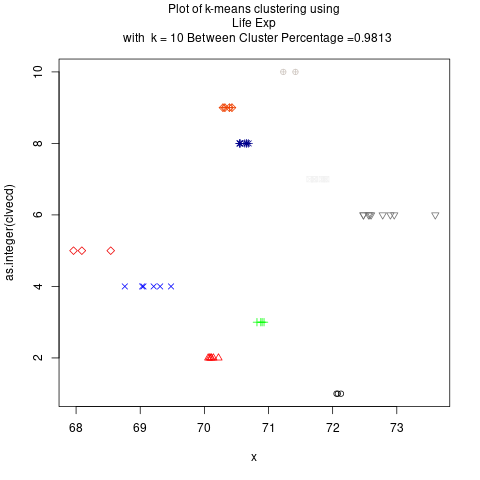 Plot of k-means clustering using
Life Exp
with k = 10 Between Cluster Percentage =0.9813
as.integer(clvecd)
10
8
6
4
2
68 69 70 71 72 73
x